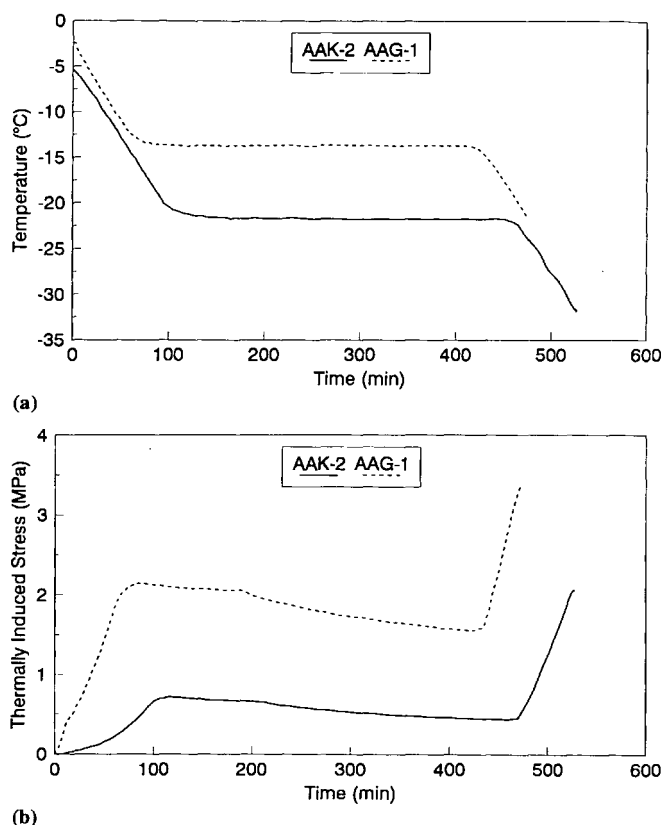 0
-5
-10
-15
-20
-25
-30
-35
Temperature (°C)
AAK-2 AAG-1
0 100 200 300 400 500 600
Time (min)
(a)
4
3
2
1
0
Thermally Induced Stress (MPa)
AAK-2 AAG-1
0 100 200 300 400 500 600
Time (min)
(b)